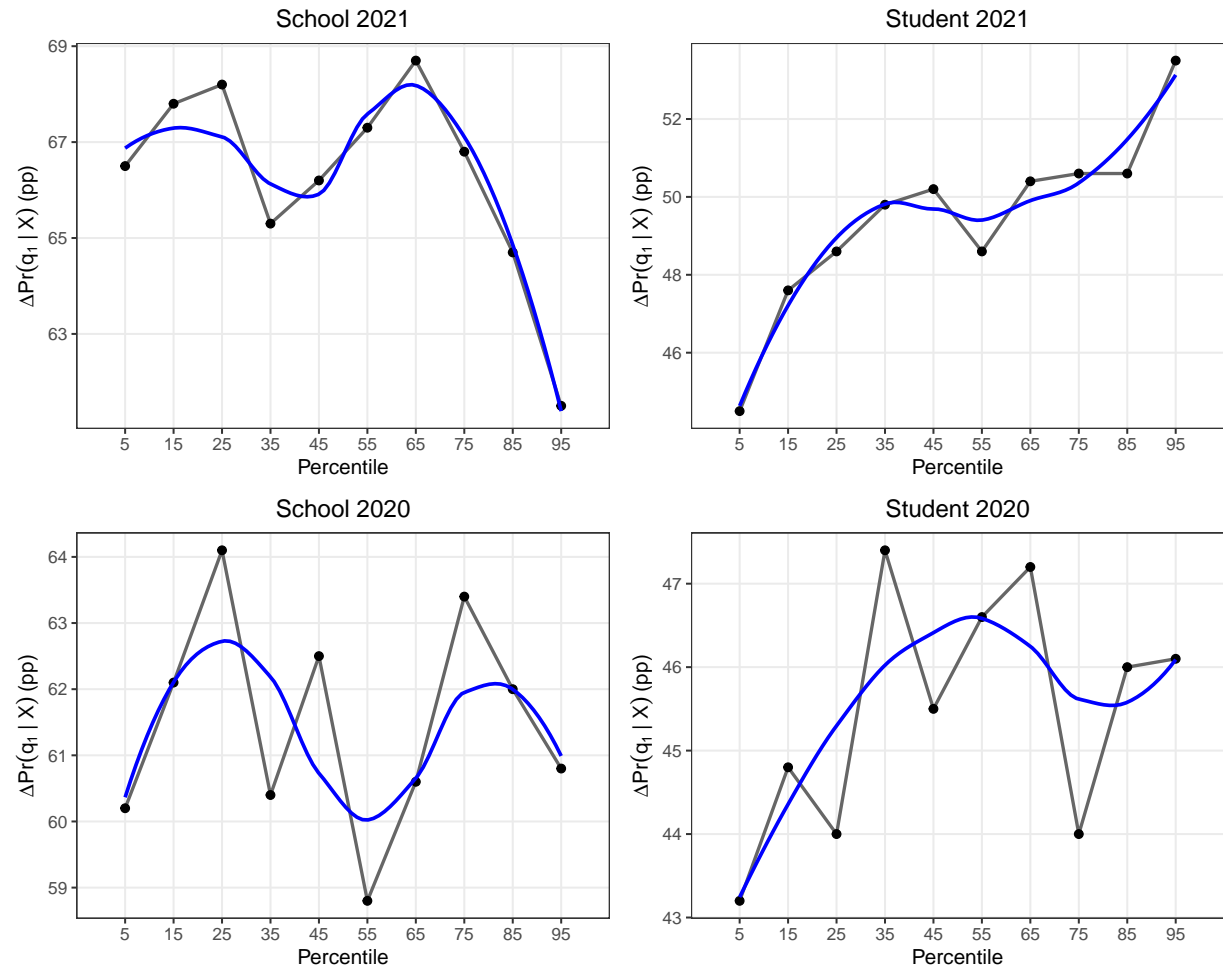 School 2021
ΔPr(q₁ | X) (pp)
69
67
65
63
5 15 25 35 45 55 65 75 85 95
Percentile
Student 2021
ΔPr(q₁ | X) (pp)
52
50
48
46
5 15 25 35 45 55 65 75 85 95
Percentile
School 2020
ΔPr(q₁ | X) (pp)
64
63
62
61
60
59
5 15 25 35 45 55 65 75 85 95
Percentile
Student 2020
ΔPr(q₁ | X) (pp)
47
46
45
44
43
5 15 25 35 45 55 65 75 85 95
Percentile